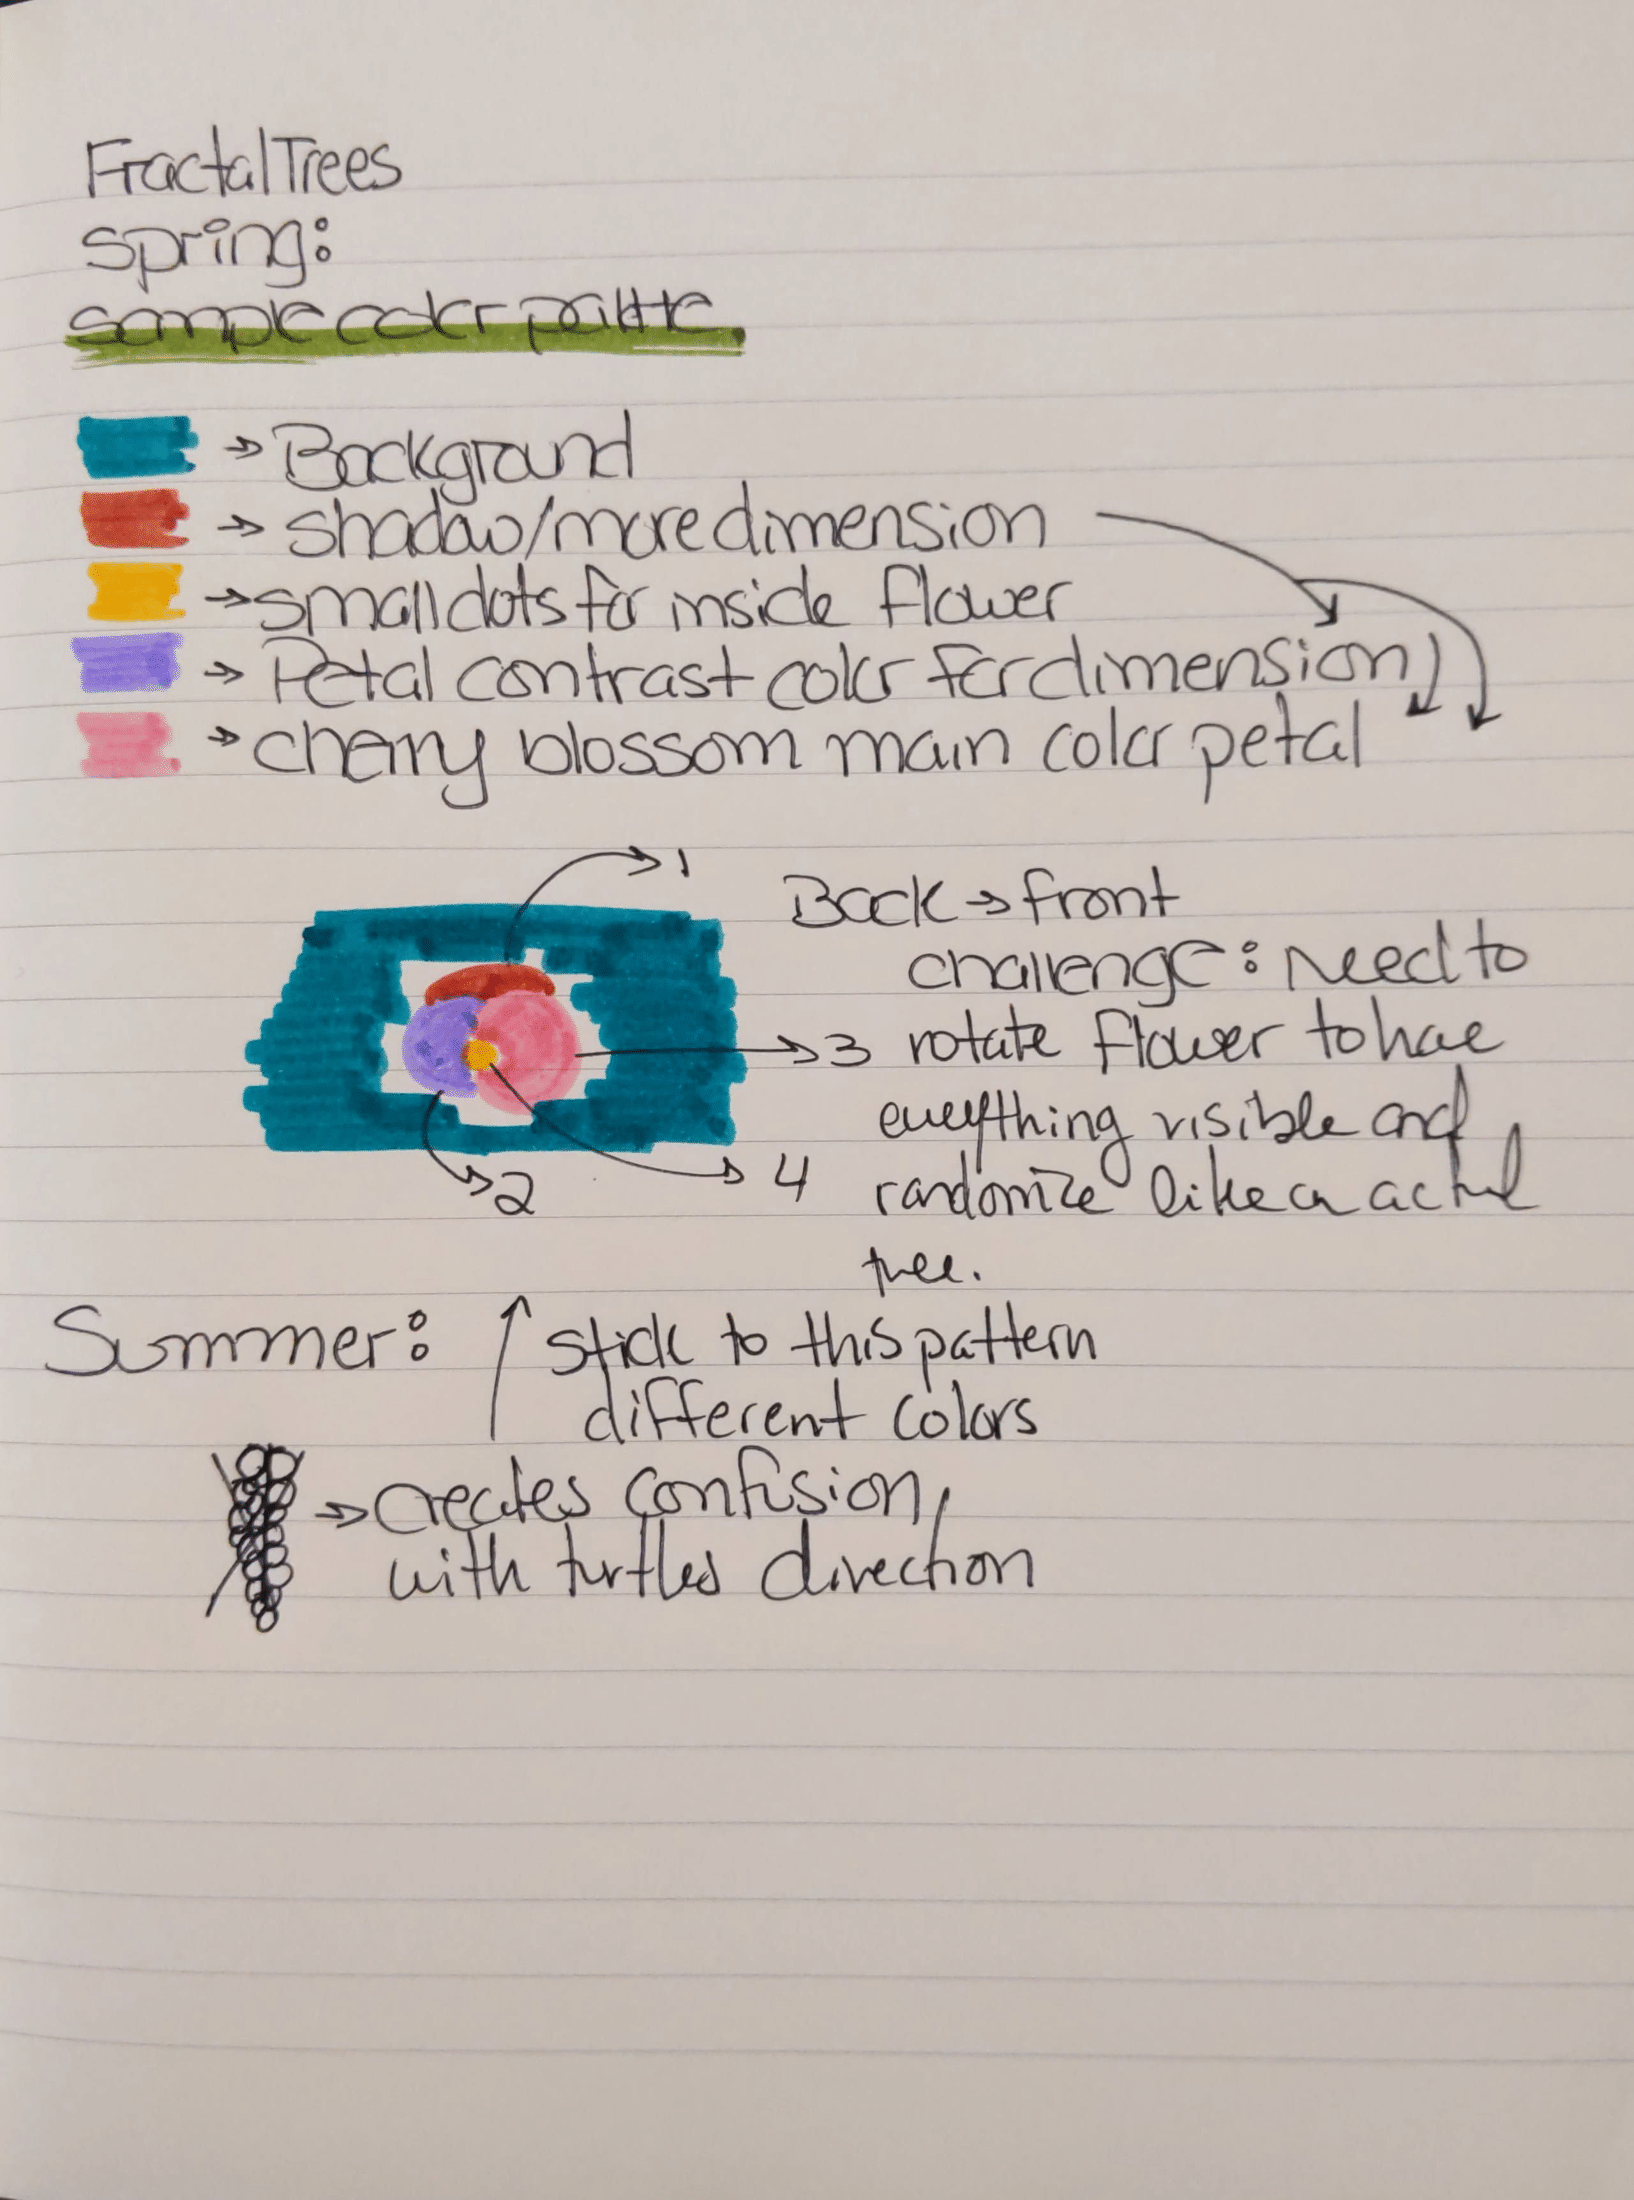 Fractal Trees
spring:
sample color palette.
→ Background
→ shadow/more dimension
→ small dots for inside flower
→ Petal contrast color for dimension
→ cherry blossom main color petal
1
Back → front
challenge: need to
3 rotate flower to have
everything visible and
2
4
randomize like a actual
tree.
Summer: stick to this pattern
different colors
→ creates confusion
with turtles direction